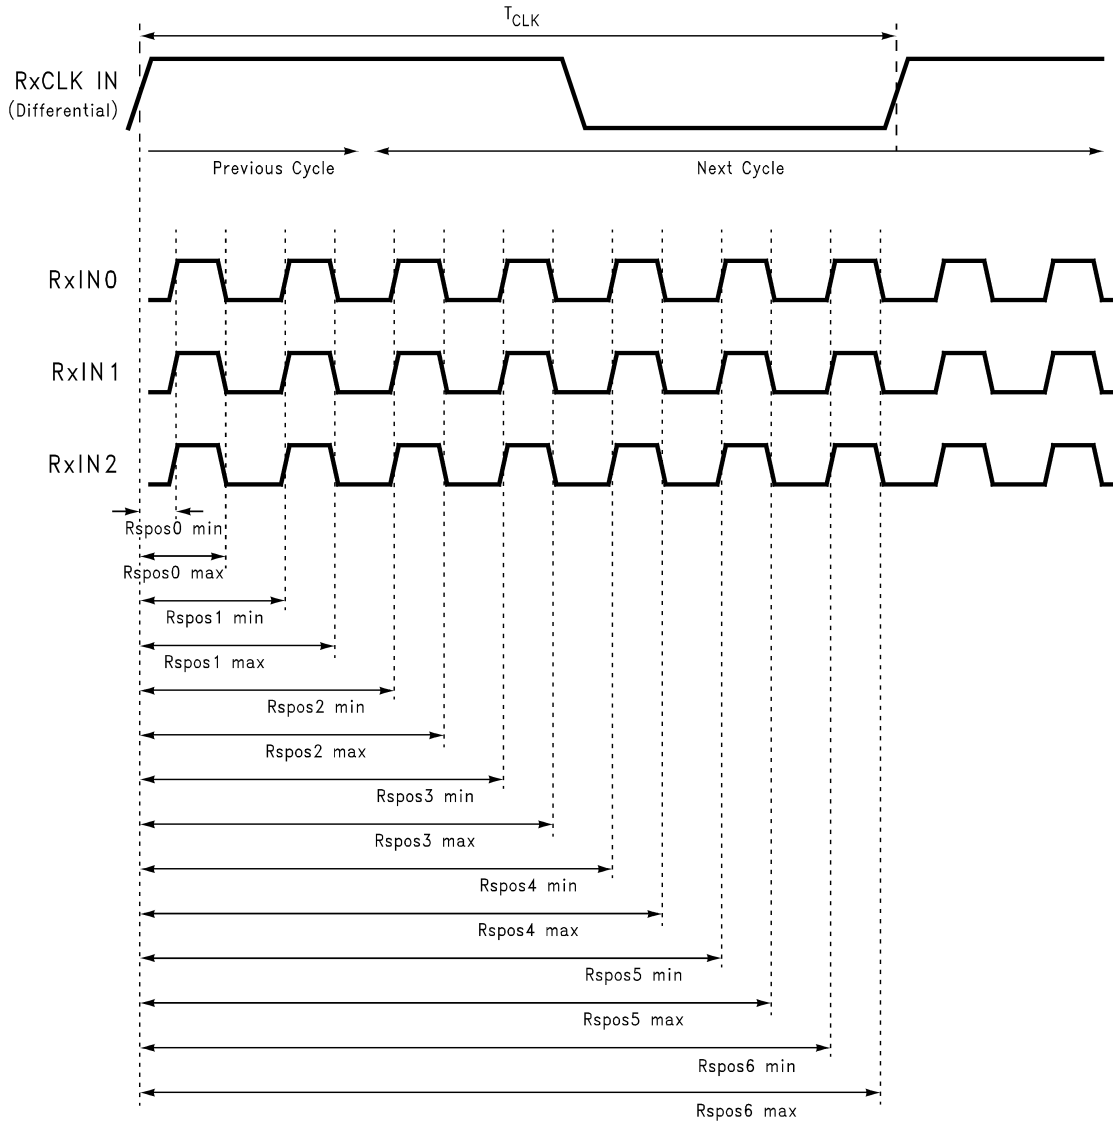 TCLK
RxCLK IN
(Differential)
Previous Cycle
Next Cycle
RxIN0
RxIN1
RxIN2
Rspos0 min
Rspos0 max
Rspos1 min
Rspos1 max
Rspos2 min
Rspos2 max
Rspos3 min
Rspos3 max
Rspos4 min
Rspos4 max
Rspos5 min
Rspos5 max
Rspos6 min
Rspos6 max